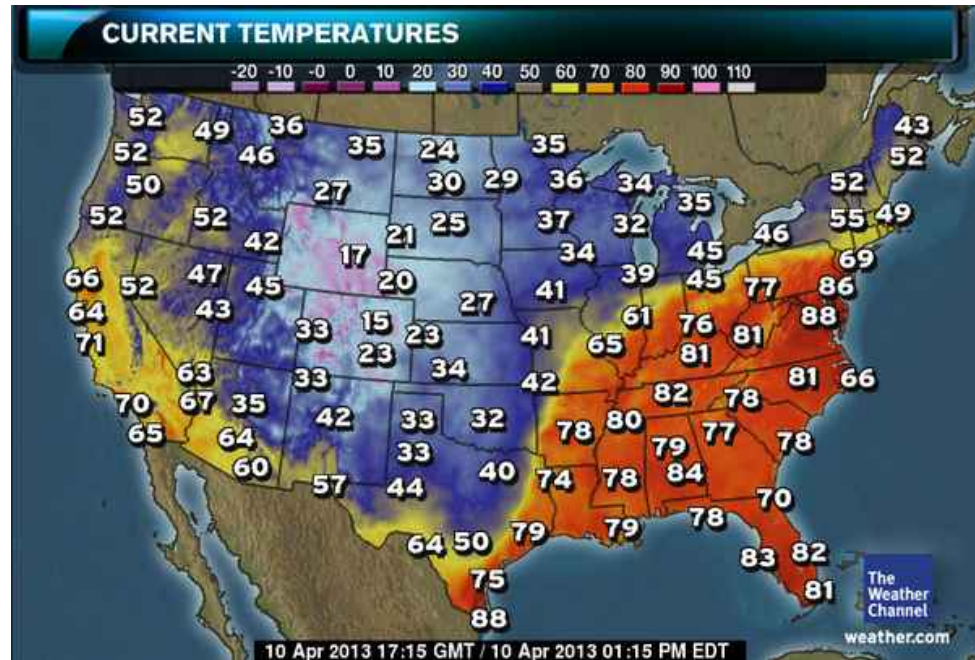 CURRENT TEMPERATURES
-20 -10 -0 0 10 20 30 40 50 60 70 80 90 100 110
52 49 36 35 24 35 43
52 46 30 29 36 34 52
50 27 35 52
52 52 42 21 25 37 32 55 49
17 34 45 46
66 52 47 45 20 27 41 39 45 77 69 86
64 43 33 15 23 41 61 76 81 88
71 23 65 81
63 33 34 42 82 81 66
70 67 35 42 33 32 78 80 78
65 64 33 79 77 78
60 57 44 40 74 78 84
70
64 50 79 79 78
75 83 82
88 81
The
Weather
Channel
weather.com
10 Apr 2013 17:15 GMT / 10 Apr 2013 01:15 PM EDT